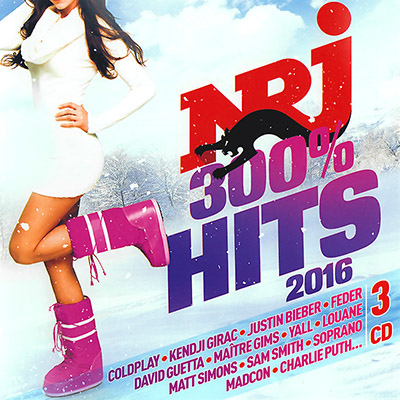 NRJ
300%
HITS
2016
COLDPLAY • KENDJI GIRAC • JUSTIN BIEBER • FEDER
DAVID GUETTA • MAÎTRE GIMS • YALL • LOUANE
MATT SIMONS • SAM SMITH • SOPRANO
MADCON • CHARLIE PUTH...
3
CD